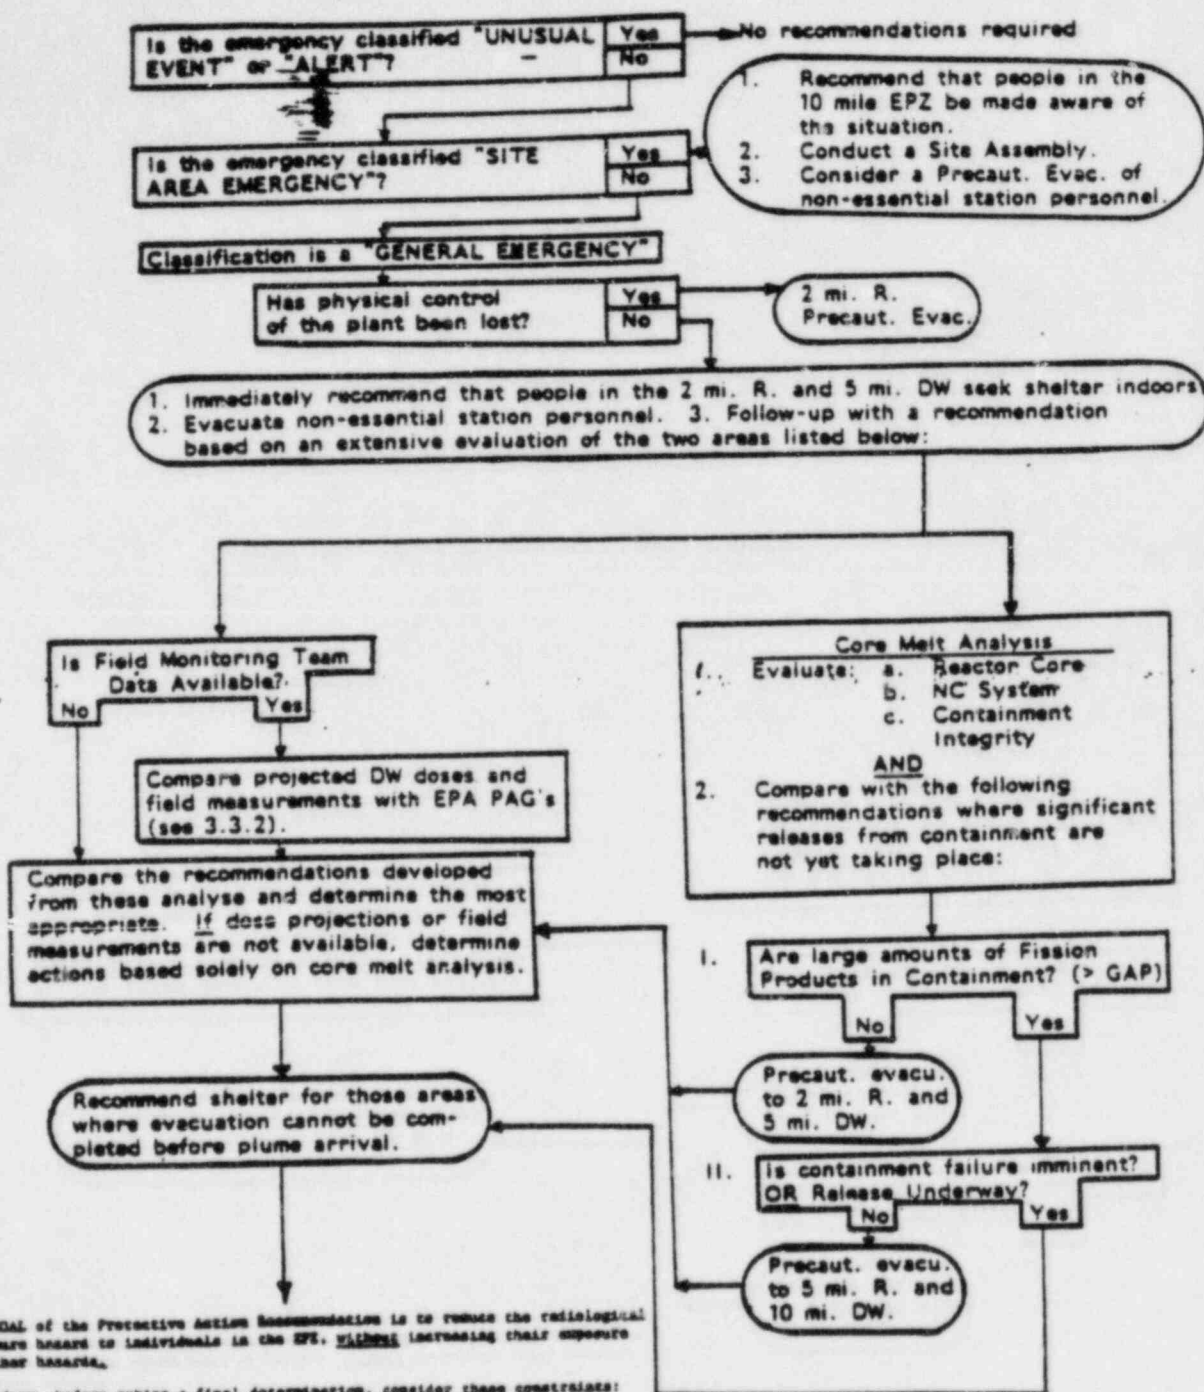 Is the emergency classified "UNUSUAL
EVENT" or "ALERT"?
Yes
No
No recommendations required
1. Recommend that people in the
10 mile EPZ be made aware of
the situation.
2. Conduct a Site Assembly.
3. Consider a Precaut. Evac. of
non-essential station personnel.
Is the emergency classified "SITE
AREA EMERGENCY"?
Yes
No
Classification is a "GENERAL EMERGENCY"
Has physical control
of the plant been lost?
Yes
No
2 mi. R.
Precaut. Evac.
1. Immediately recommend that people in the 2 mi. R. and 5 mi. DW seek shelter indoors
2. Evacuate non-essential station personnel. 3. Follow-up with a recommendation
based on an extensive evaluation of the two areas listed below:
Is Field Monitoring Team
Data Available?
No
Yes
Compare projected DW doses and
field measurements with EPA PAG's
(see 3.3.2).
Compare the recommendations developed
from these analyse and determine the most
appropriate. If dose projections or field
measurements are not available, determine
actions based solely on core melt analysis.
Recommend shelter for those areas
where evacuation cannot be com-
pleted before plume arrival.
Core Melt Analysis
1. Evaluate: a. Reactor Core
b. NC System
c. Containment
Integrity
AND
2. Compare with the following
recommendations where significant
releases from containment are
not yet taking place:
I. Are large amounts of Fission
Products in Containment? (> GAP)
No
Yes
Precaut. evacu.
to 2 mi. R. and
5 mi. DW.
II. Is containment failure imminent?
OR Release Underway?
No
Yes
Precaut. evacu.
to 5 mi. R. and
10 mi. DW.
of the Protective Action Recommendation is to reduce the radiological
hazard to individuals in the EPZ, without increasing their exposure
hazards.
before making a final determination, consider these constraints: